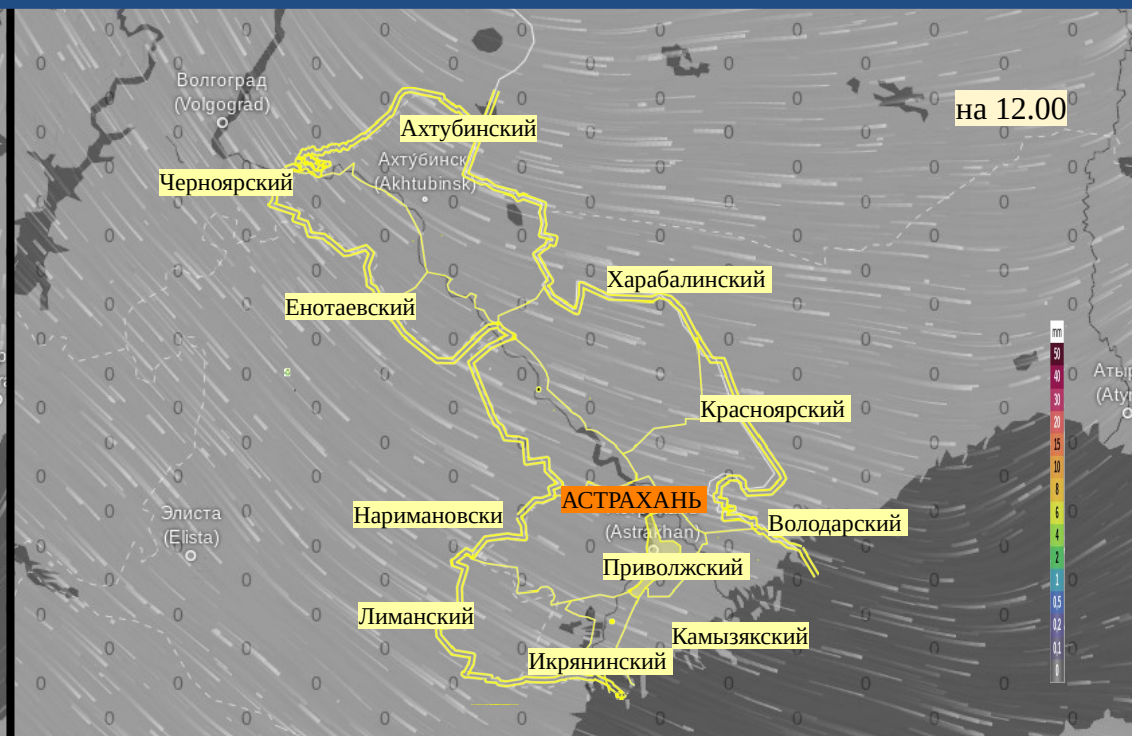 Волгоград
(Volgograd)
на 12.00
Ахтубинский
Ахтубинск
(Akhtubinsk)
Черноярский
Харабалинский
Енотаевский
mm
50
40
30
20
15
10
8
6
4
2
1
0,5
0,2
0,1
0
Красноярский
АСТРАХАНЬ
(Astrakhan)
Наримановски
Володарский
Элиста
(Elista)
Приволжский
Лиманский
Камызякский
Икрянинский